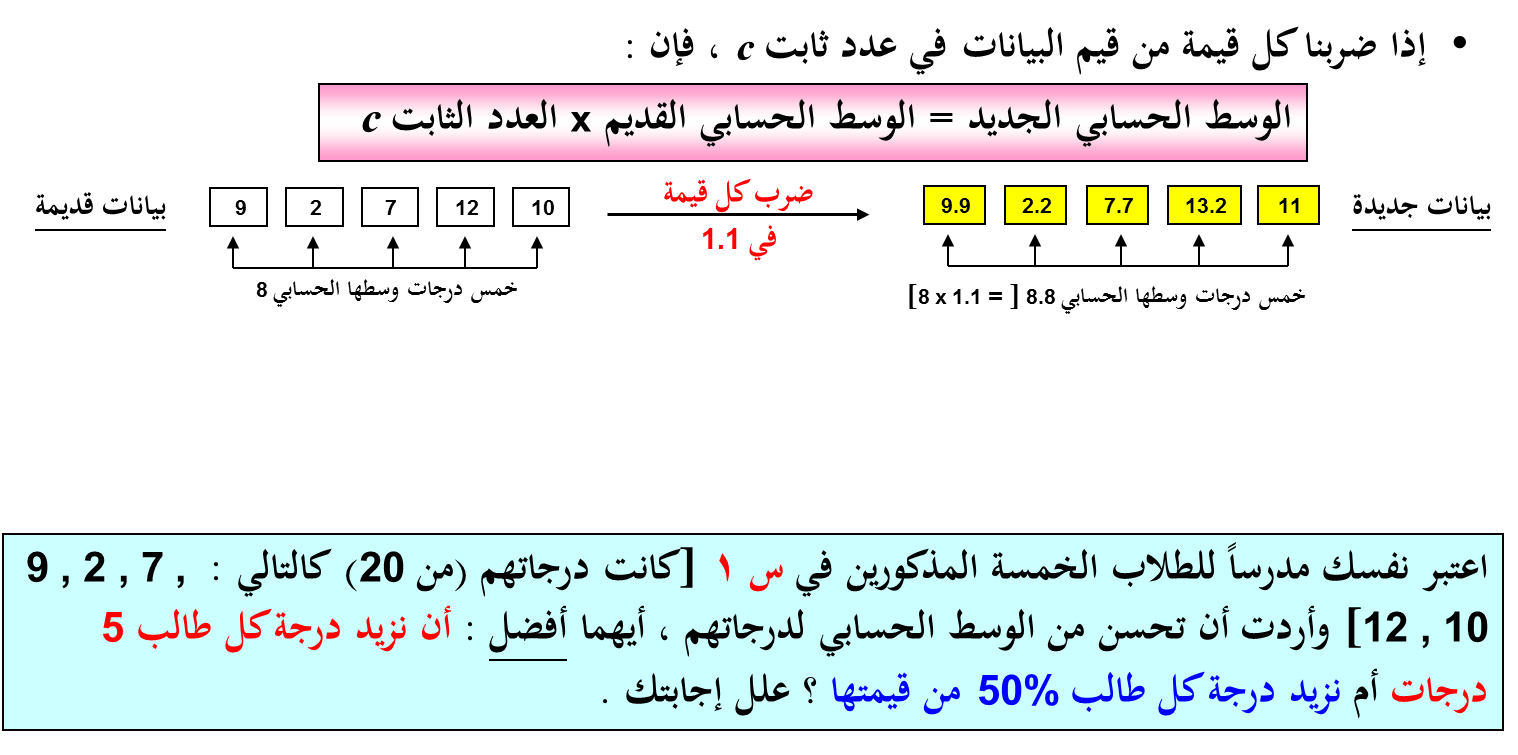 • إذا ضربنا كل قيمة من قيم البيانات في عدد ثابت c ، فإن :
الوسط الحسابي الجديد = الوسط الحسابي القديم x العدد الثابت c
بيانات جديدة
11 13.2 7.7 2.2 9.9
خمس درجات وسطها الحسابي 8.8 [ = 8 x 1.1]
ضرب كل قيمة
في 1.1
9 2 7 12 10
بيانات قديمة
خمس درجات وسطها الحسابي 8
اعتبر نفسك مدرساً للطلاب الخمسة المذكورين في س ١ [كانت درجاتهم (من 20) كالتالي : 9 , 2 , 7 ,
12 , 10] وأردت أن تحسن من الوسط الحسابي لدرجاتهم ، أيهما أفضل : أن نزيد درجة كل طالب 5
درجات أم نزيد درجة كل طالب 50% من قيمتها ؟ علل إجابتك .